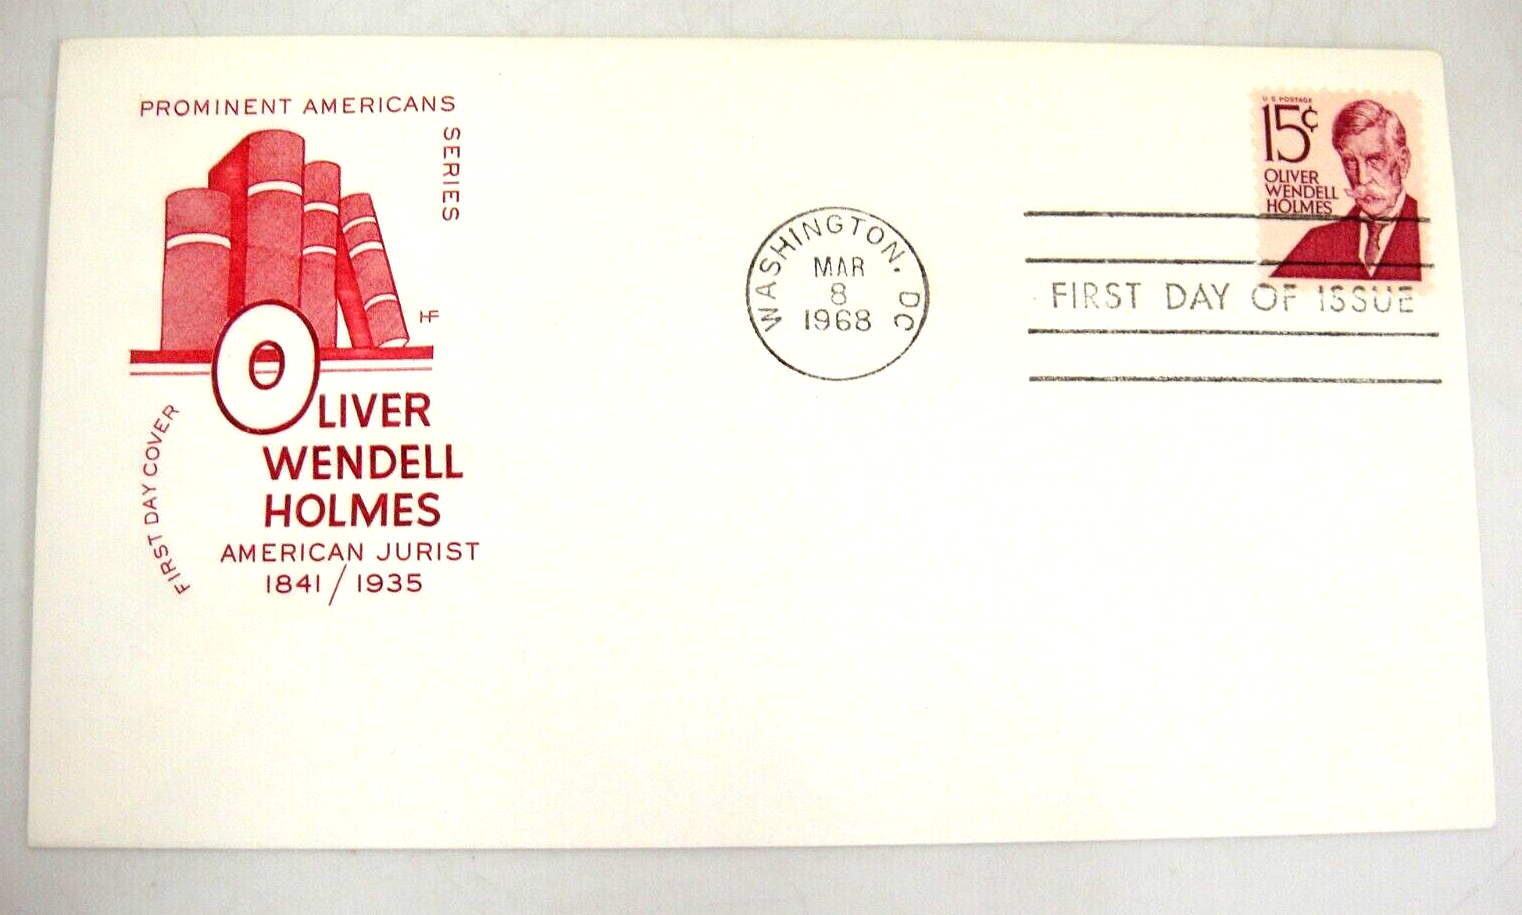 PROMINENT AMERICANS
SERIES
HF
OLIVER
WENDELL
HOLMES
AMERICAN JURIST
1841/1935
FIRST DAY COVER
WASHINGTON, DC
MAR
8
1968
U.S. POSTAGE
15¢
OLIVER
WENDELL
HOLMES
FIRST DAY OF ISSUE